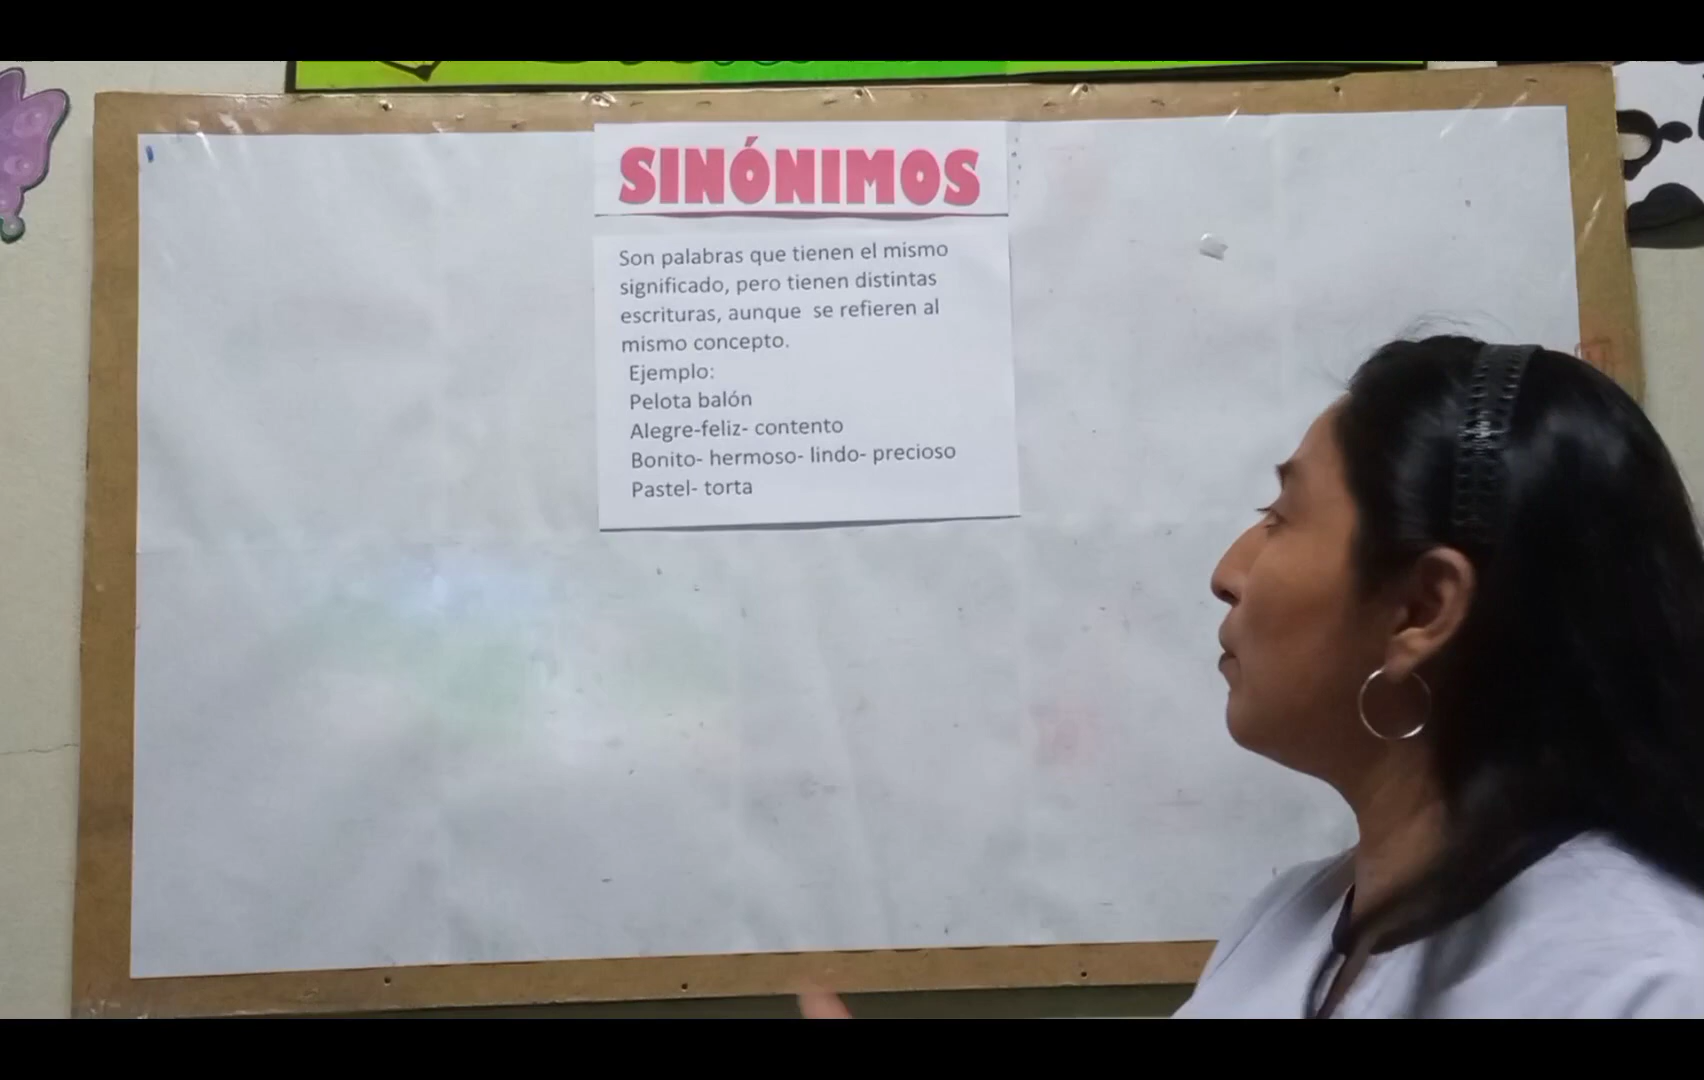 SINÓNIMOS
Son palabras que tienen el mismo
significado, pero tienen distintas
escrituras, aunque se refieren al
mismo concepto.
Ejemplo:
Pelota balón
Alegre-feliz- contento
Bonito- hermoso- lindo- precioso
Pastel- torta